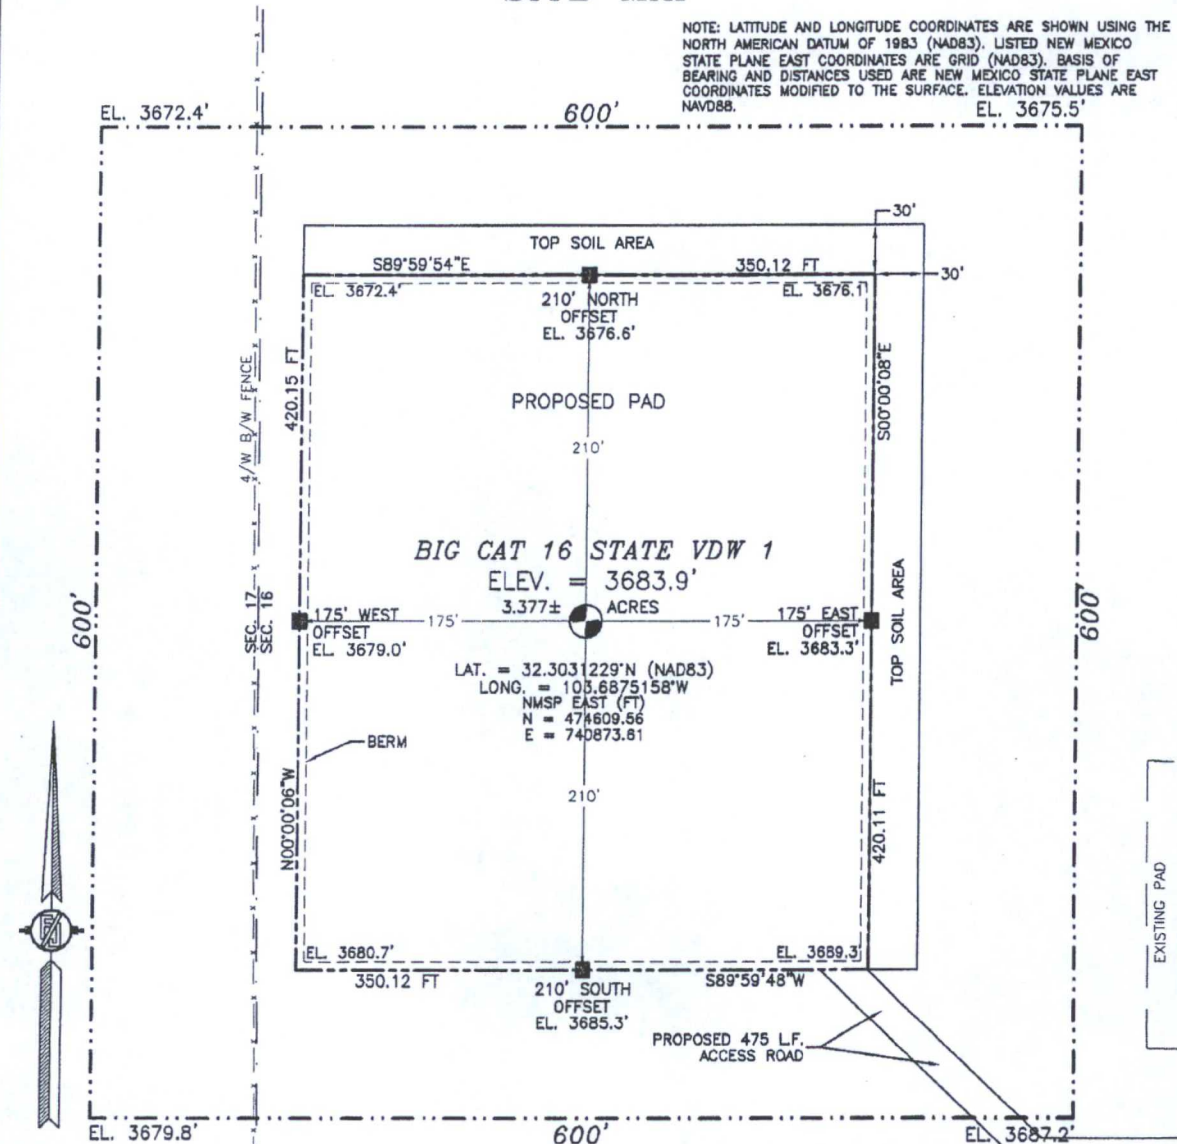 NOTE: LATITUDE AND LONGITUDE COORDINATES ARE SHOWN USING THE
NORTH AMERICAN DATUM OF 1983 (NAD83). LISTED NEW MEXICO
STATE PLANE EAST COORDINATES ARE GRID (NAD83). BASIS OF
BEARING AND DISTANCES USED ARE NEW MEXICO STATE PLANE EAST
COORDINATES MODIFIED TO THE SURFACE. ELEVATION VALUES ARE
NAVD88.
EL. 3672.4'
600'
EL. 3675.5'
30'
TOP SOIL AREA
S89°59'54"E
350.12 FT
30'
EL. 3672.4'
EL. 3676.1
210' NORTH
OFFSET
EL. 3676.6'
420.15 FT
S00°00'08"E
4/W B/W FENCE
PROPOSED PAD
210'
BIG CAT 16 STATE VDW 1
ELEV. = 3683.9'
3.377± ACRES
600'
SEC. 17
SEC. 16
175' WEST
OFFSET
EL. 3679.0'
175'
175'
175' EAST
OFFSET
EL. 3683.3'
TOP SOIL AREA
600'
LAT. = 32.3031229°N (NAD83)
LONG. = 103.6875158°W
NMSP EAST (FT)
N = 474609.56
E = 740873.61
BERM
210'
N00°00'06"W
420.11 FT
EXISTING PAD
EL. 3680.7'
EL. 3689.3'
350.12 FT
210' SOUTH
OFFSET
EL. 3685.3'
S89°59'48"W
PROPOSED 475 L.F.
ACCESS ROAD
EL. 3679.8'
600'
EL. 3687.2'